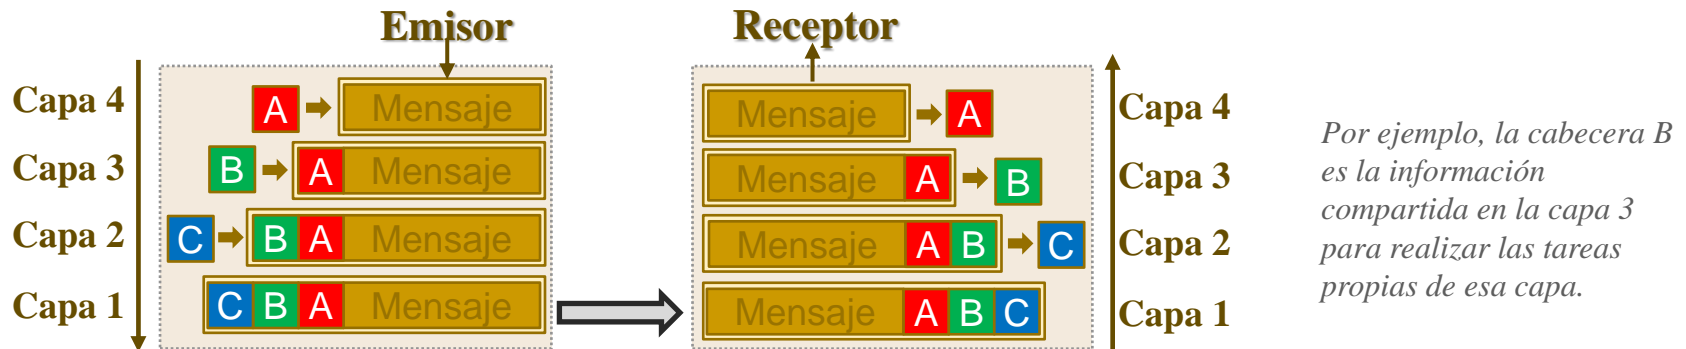 Emisor Receptor
Capa 4 A Mensaje Mensaje A Capa 4
Capa 3 B A Mensaje Mensaje A B Capa 3
Capa 2 C B A Mensaje Mensaje A B C Capa 2
Capa 1 C B A Mensaje Mensaje A B C Capa 1
Por ejemplo, la cabecera B
es la información
compartida en la capa 3
para realizar las tareas
propias de esa capa.